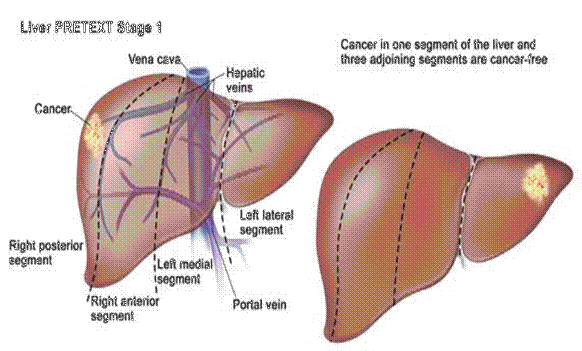 Liver PRETEXT Stage 1
Cancer in one segment of the liver and
three adjoining segments are cancer-free
Vena cava
Hepatic
veins
Cancer
Left lateral
segment
Right posterior
segment
Left medial
segment
Right anterior
segment
Portal vein